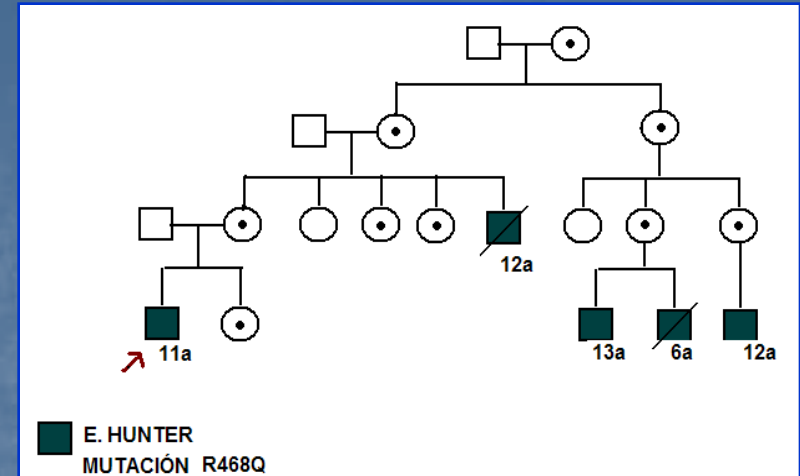 12a
11a
13a
6a
12a
E. HUNTER
MUTACIÓN R468Q